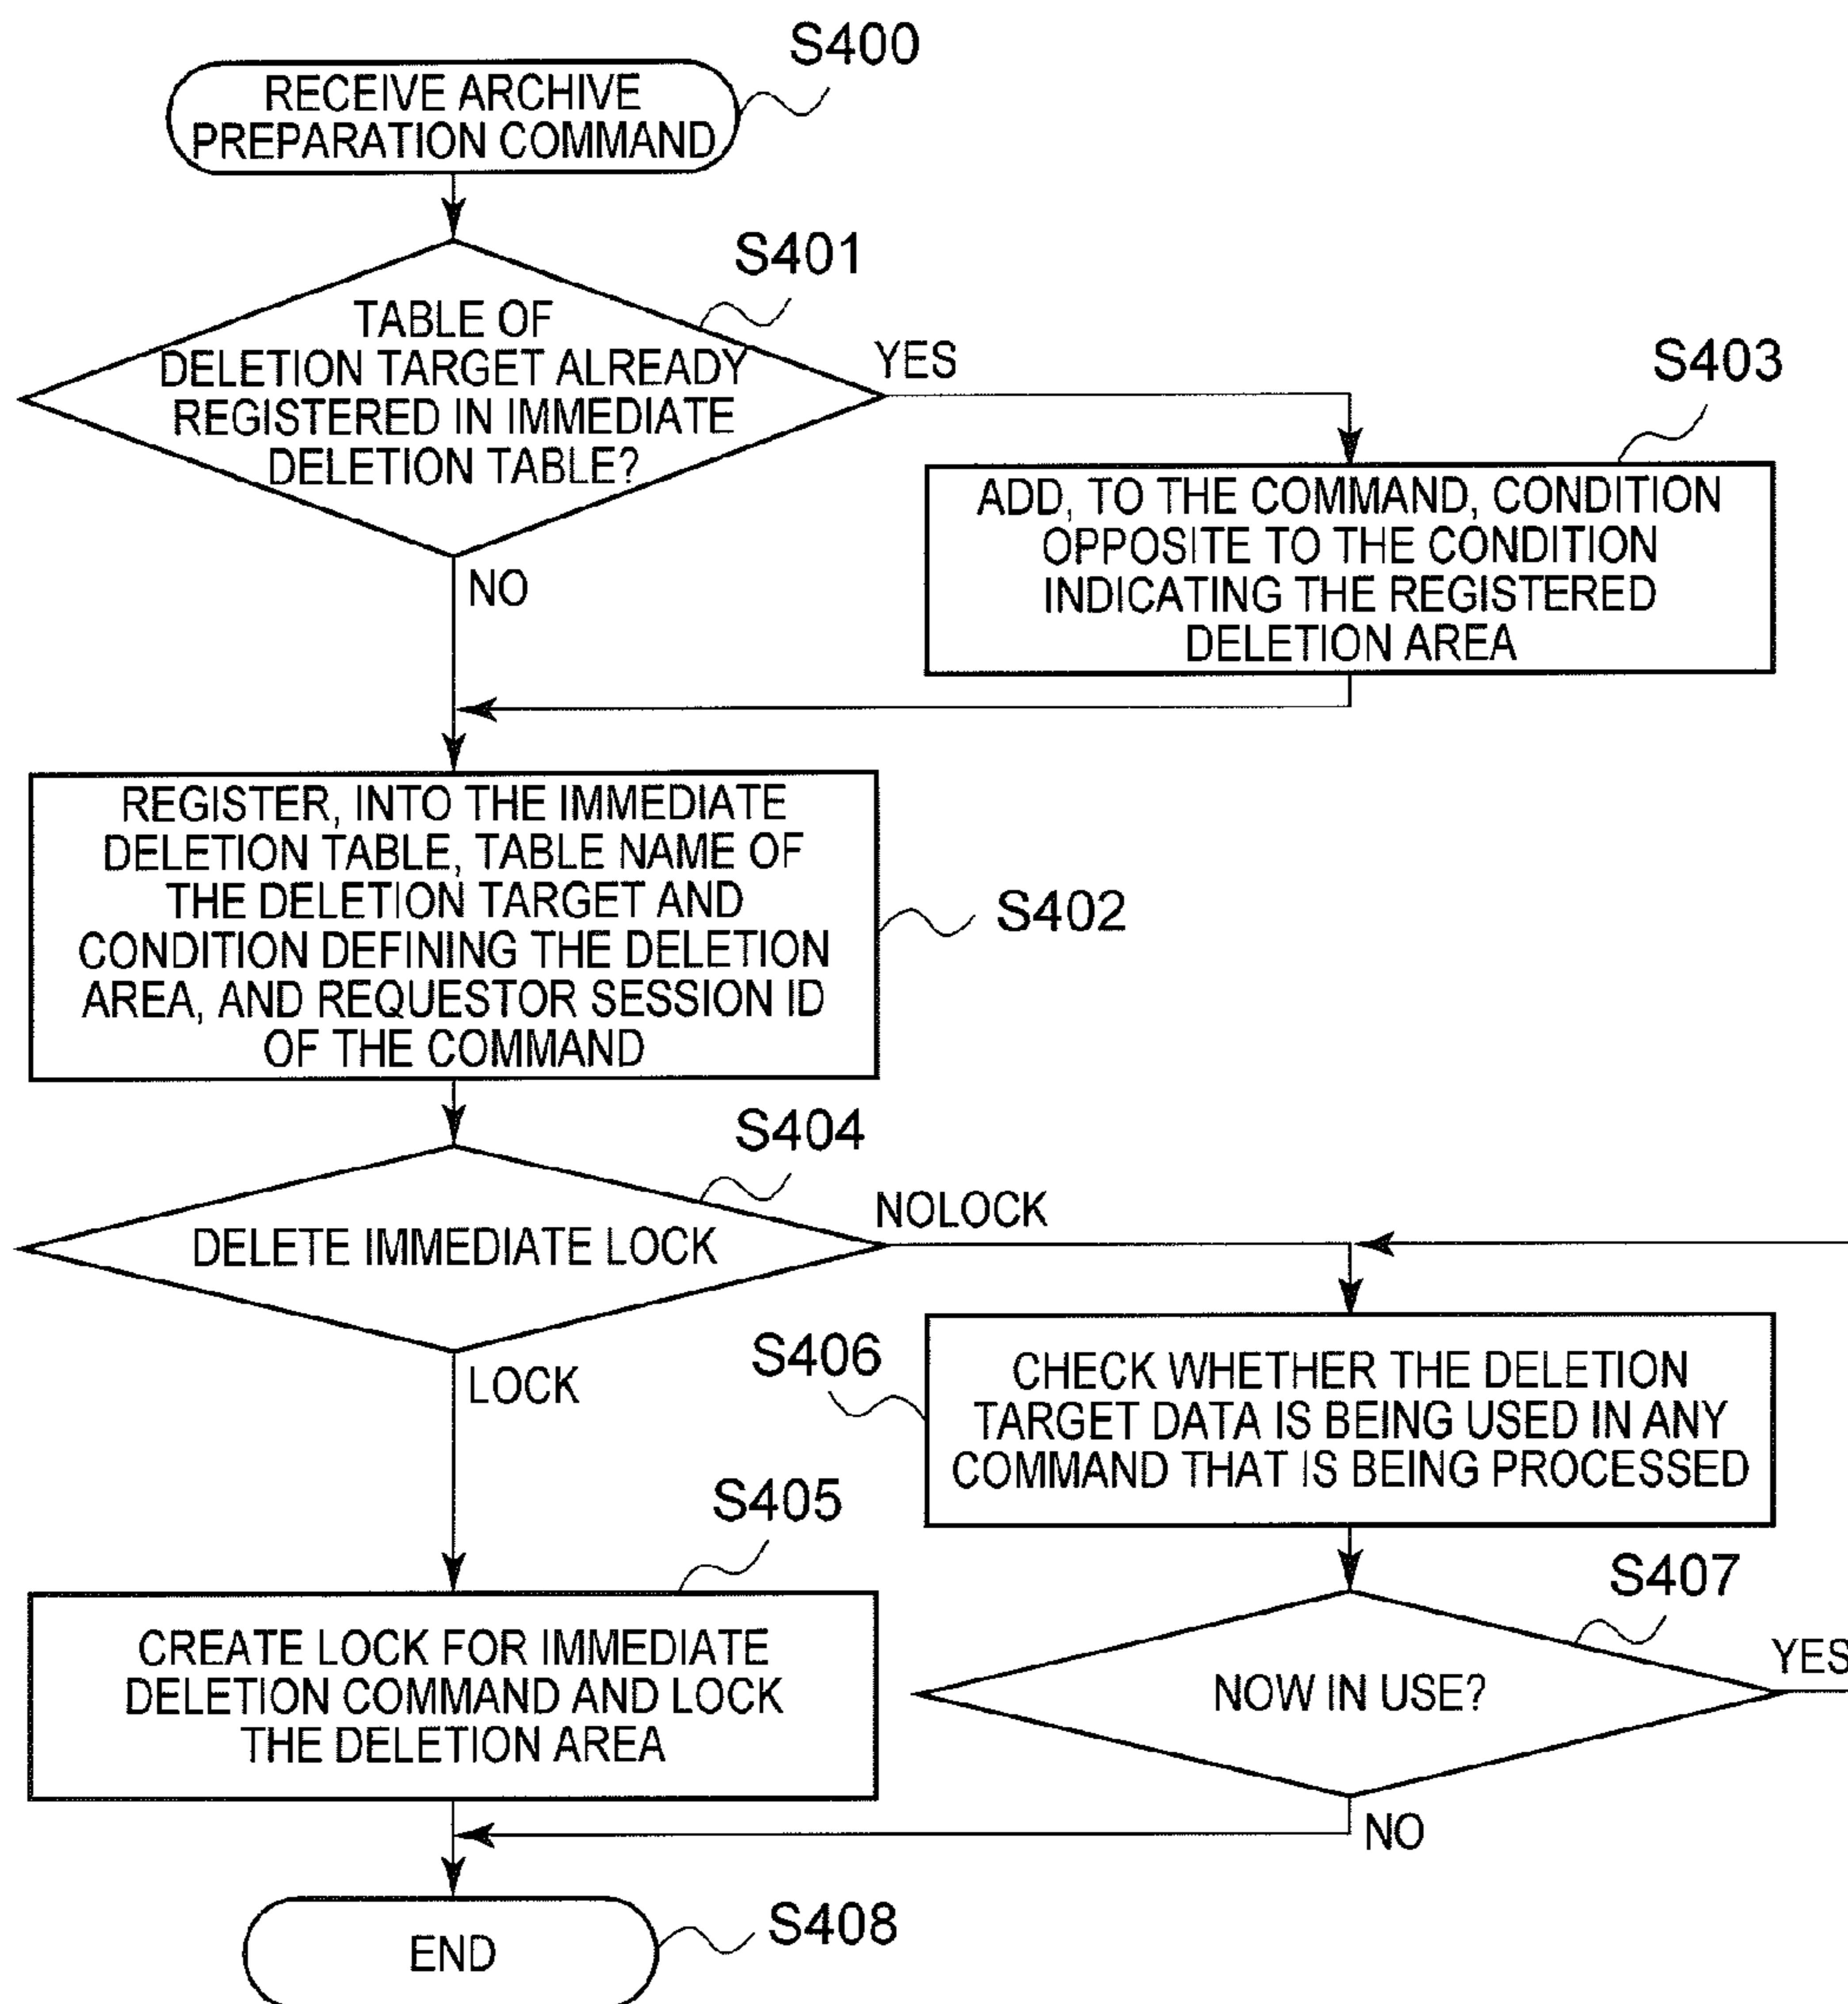 S400
RECEIVE ARCHIVE
PREPARATION COMMAND
S401
TABLE OF
DELETION TARGET ALREADY
REGISTERED IN IMMEDIATE
DELETION TABLE?
YES
NO
S403
ADD, TO THE COMMAND, CONDITION
OPPOSITE TO THE CONDITION
INDICATING THE REGISTERED
DELETION AREA
REGISTER, INTO THE IMMEDIATE
DELETION TABLE, TABLE NAME OF
THE DELETION TARGET AND
CONDITION DEFINING THE DELETION
AREA, AND REQUESTOR SESSION ID
OF THE COMMAND
S402
S404
DELETE IMMEDIATE LOCK
NOLOCK
LOCK
S406
CHECK WHETHER THE DELETION
TARGET DATA IS BEING USED IN ANY
COMMAND THAT IS BEING PROCESSED
S405
CREATE LOCK FOR IMMEDIATE
DELETION COMMAND AND LOCK
THE DELETION AREA
S407
NOW IN USE?
YES
NO
END
S408